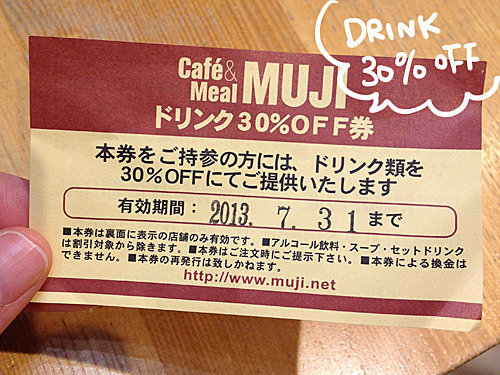 DRINK
30% OFF
Café&
Meal MUJI
ドリンク30%OFF券
本券をご持参の方には、ドリンク類を
30%OFFにてご提供いたします
有効期間: 2013. 7. 31 まで
■本券は裏面に表示の店舗のみ有効です。■アルコール飲料・スープ・セットドリンク
は割引対象から除きます。■本券はご注文時にご提示下さい。■本券による換金は
できません。■本券の再発行は致しかねます。
http://www.muji.net